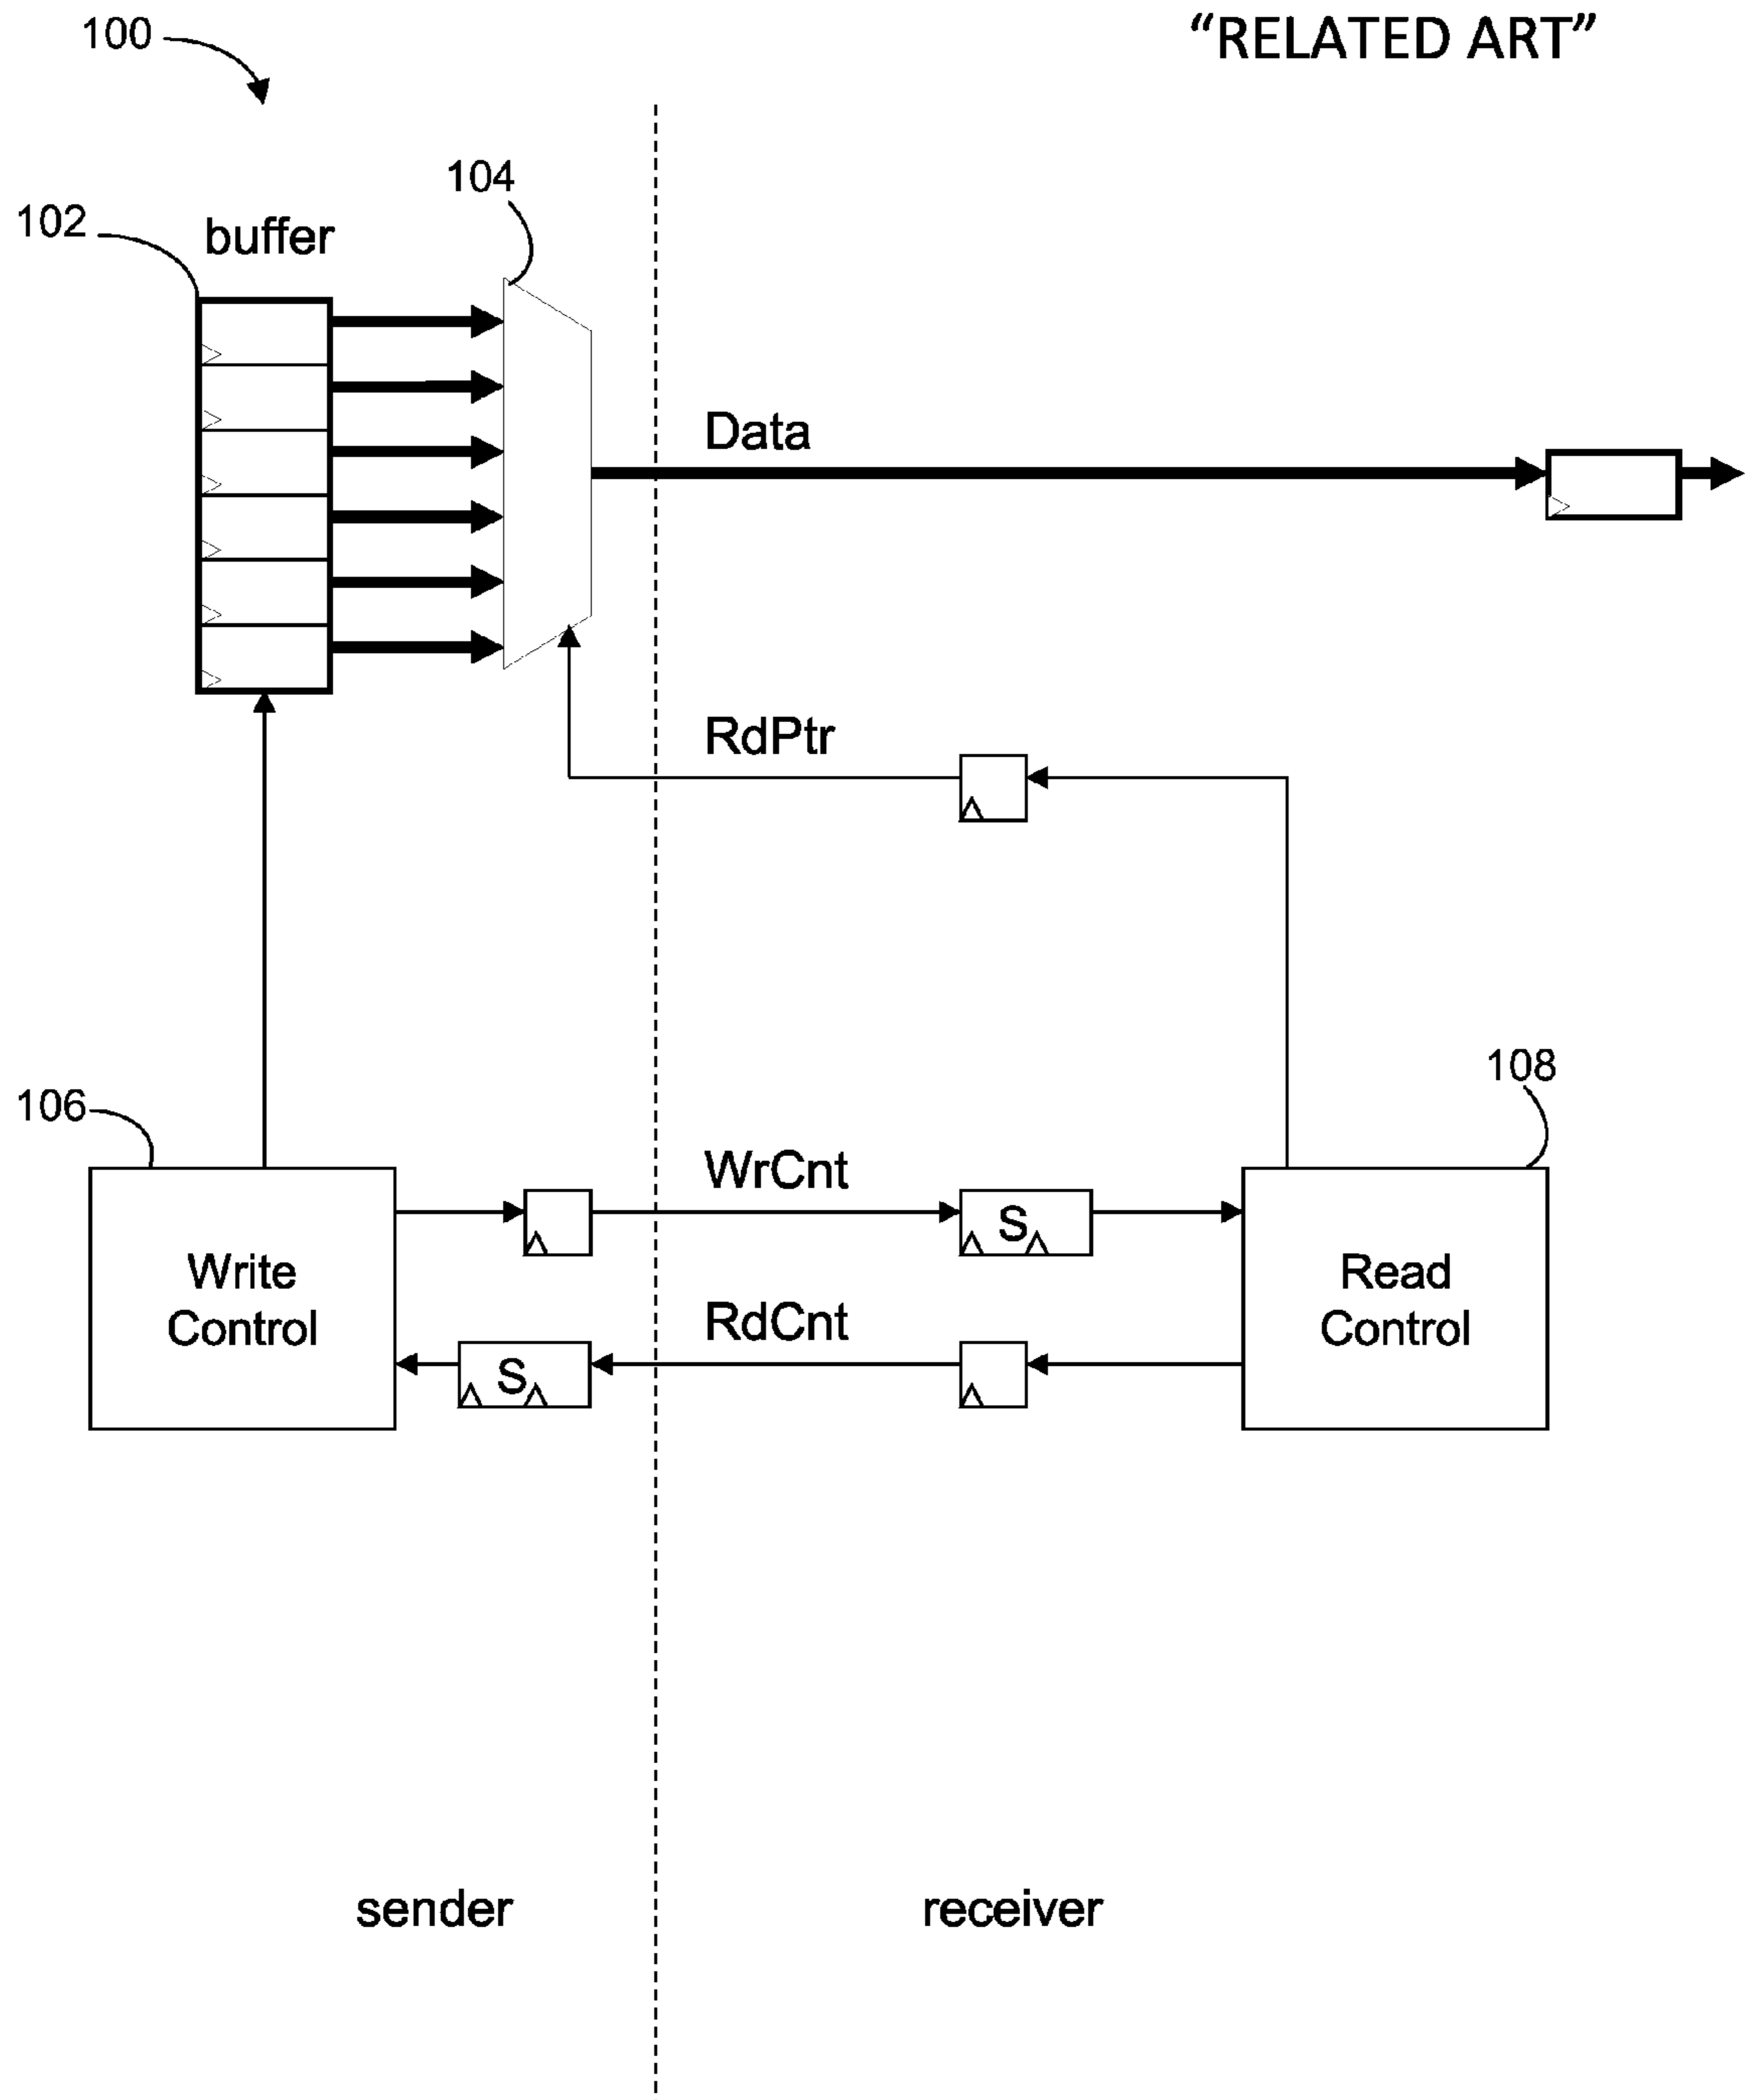 100
“RELATED ART”
104
102
buffer
Data
RdPtr
108
106
WrCnt
S
Write
Control
Read
Control
RdCnt
S
sender
receiver